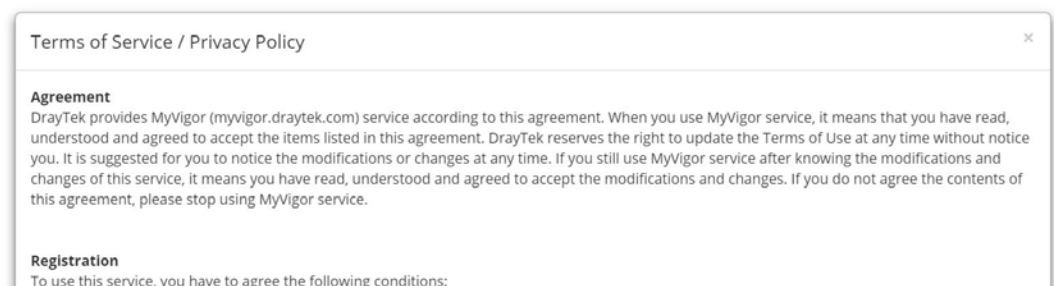 Terms of Service / Privacy Policy ×
Agreement
DrayTek provides MyVigor (myvigor.draytek.com) service according to this agreement. When you use MyVigor service, it means that you have read,
understood and agreed to accept the items listed in this agreement. DrayTek reserves the right to update the Terms of Use at any time without notice
you. It is suggested for you to notice the modifications or changes at any time. If you still use MyVigor service after knowing the modifications and
changes of this service, it means you have read, understood and agreed to accept the modifications and changes. If you do not agree the contents of
this agreement, please stop using MyVigor service.
Registration
To use this service, you have to agree the following conditions: